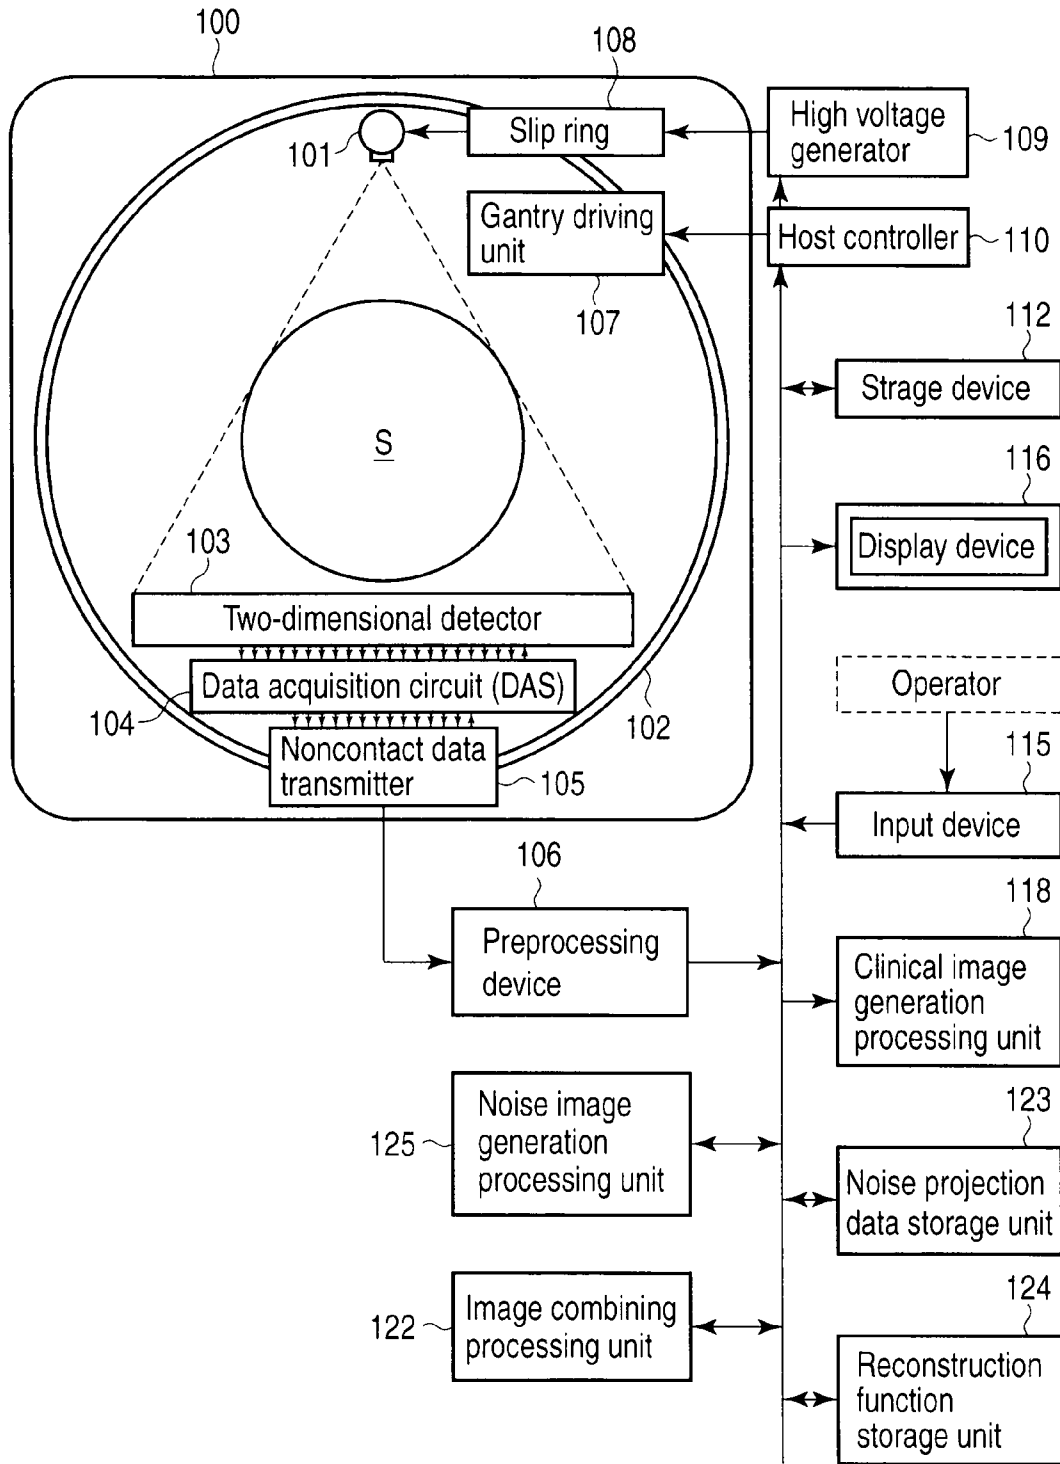 100
108
Slip ring
High voltage
generator
109
101
Gantry driving
unit
107
Host controller
110
112
Strage device
S
116
Display device
103
Two-dimensional detector
Data acquisition circuit (DAS)
104
102
Noncontact data
transmitter
105
Operator
115
Input device
106
Preprocessing
device
118
Clinical image
generation
processing unit
125
Noise image
generation
processing unit
123
Noise projection
data storage unit
122
Image combining
processing unit
124
Reconstruction
function
storage unit